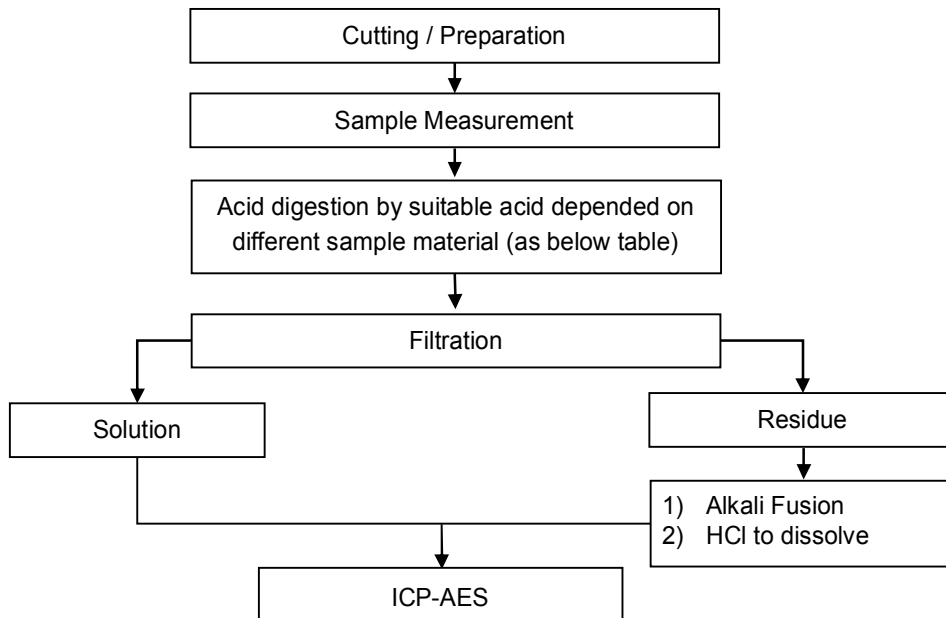 Cutting / Preparation
Sample Measurement
Acid digestion by suitable acid depended on
different sample material (as below table)
Filtration
Solution
Residue
1) Alkali Fusion
2) HCl to dissolve
ICP-AES